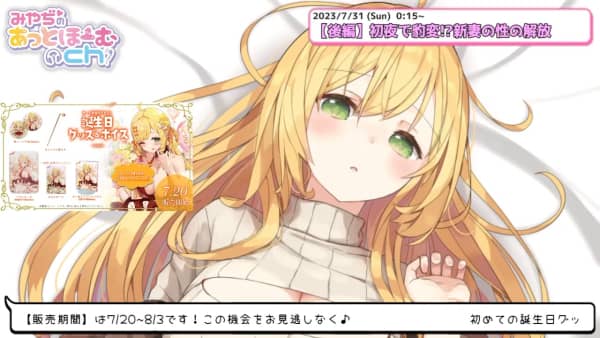 みやぢの
あっとほーむ
ch!
2023/7/31 (Sun) 0:15~
【後編】初夜で豹変!?新妻の性の解放
誕生日
グッズ&ボイス
7.20
【販売期間】は7/20~8/3です！この機会をお見逃しなく♪
初めての誕生日グッ